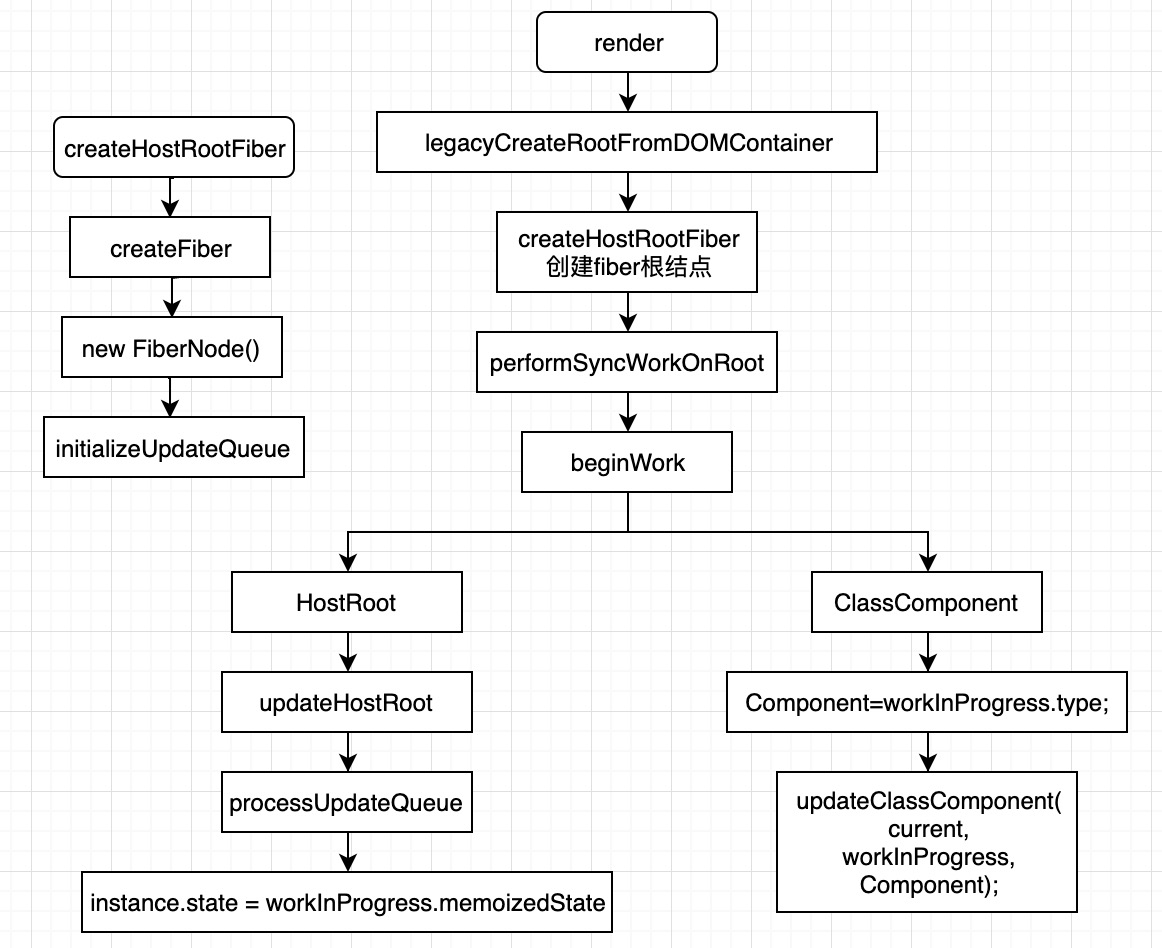 render
legacyCreateRootFromDOMContainer
createHostRootFiber
创建fiber根结点
performSyncWorkOnRoot
beginWork
createHostRootFiber
createFiber
new FiberNode()
initializeUpdateQueue
HostRoot
updateHostRoot
processUpdateQueue
instance.state = workInProgress.memoizedState
ClassComponent
Component=workInProgress.type;
updateClassComponent(
current,
workInProgress,
Component);